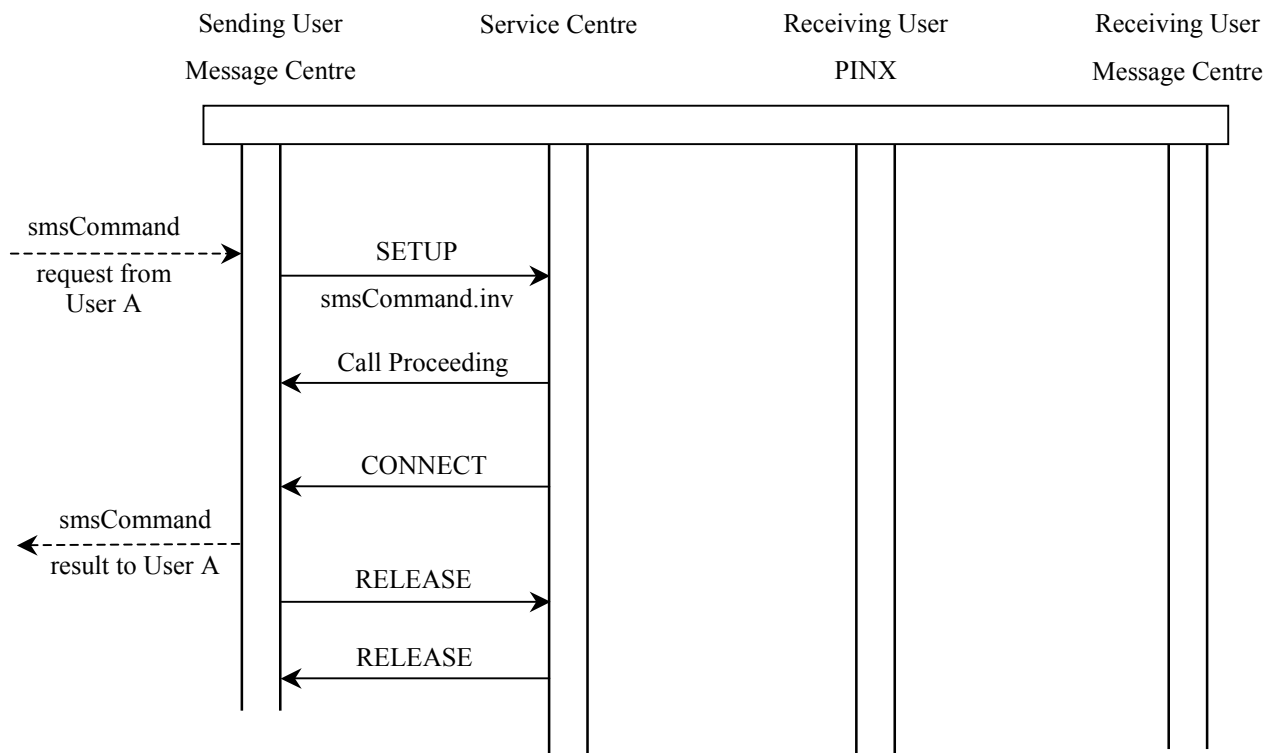 Sending User
Message Centre
Service Centre
Receiving User
PINX
Receiving User
Message Centre
smsCommand
request from
User A
SETUP
smsCommand.inv
Call Proceeding
CONNECT
smsCommand
result to User A
RELEASE
RELEASE